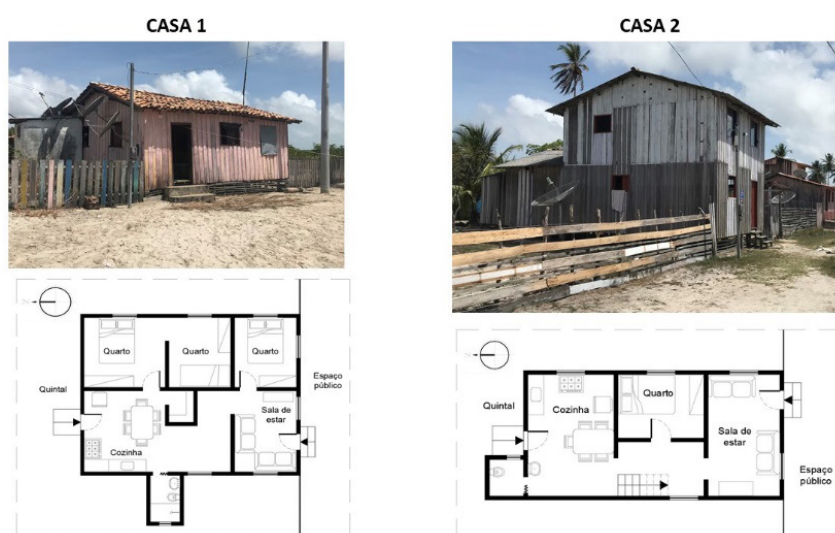 CASA 1
CASA 2
Quarto
Quarto
Quarto
Quintal
Espaço
público
Sala de
estar
Cozinha
Cozinha
Quarto
Quintal
Sala de
estar
Espaço
público